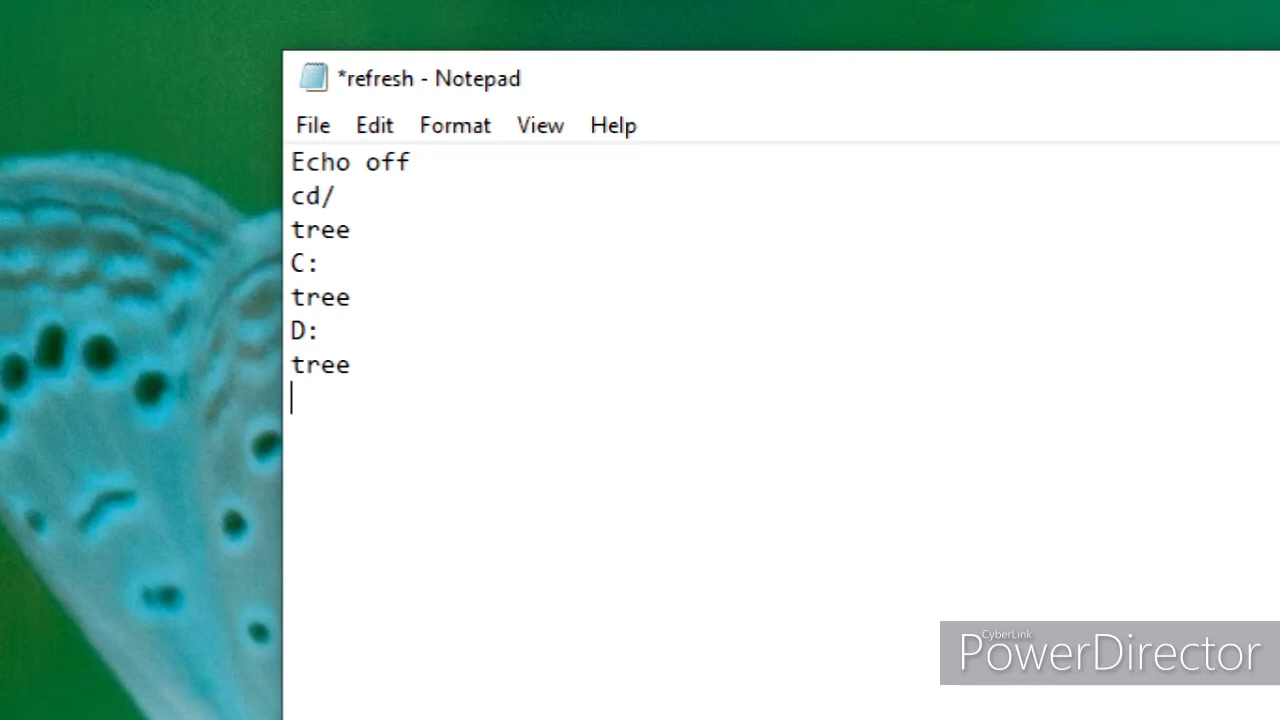 *refresh - Notepad
File Edit Format View Help
Echo off
cd/
tree
C:
tree
D:
tree
CyberLink
PowerDirector